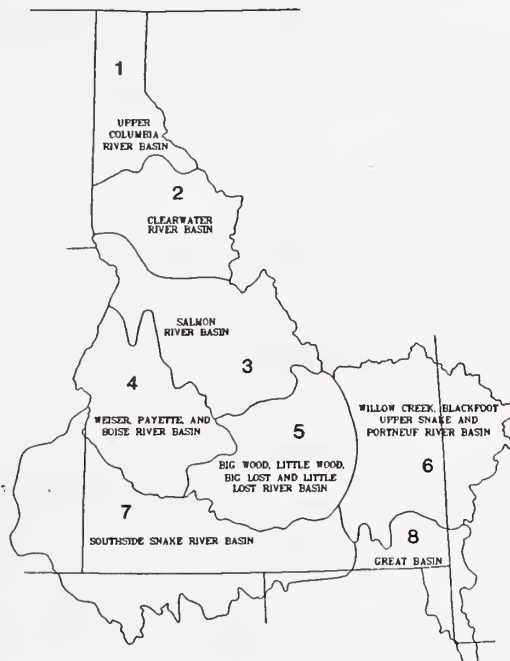 1
UPPER
COLUMBIA
RIVER BASIN
2
CLEARWATER
RIVER BASIN
SALMON
RIVER BASIN
3
4
WEISER, PAYETTE, AND
BOISE RIVER BASIN
5
BIG WOOD, LITTLE WOOD,
BIG LOST AND LITTLE
LOST RIVER BASIN
WILLOW CREEK, BLACKFOOT
UPPER SNAKE AND
PORTNEUF RIVER BASIN
6
7
SOUTHSIDE SNAKE RIVER BASIN
8
GREAT BASIN